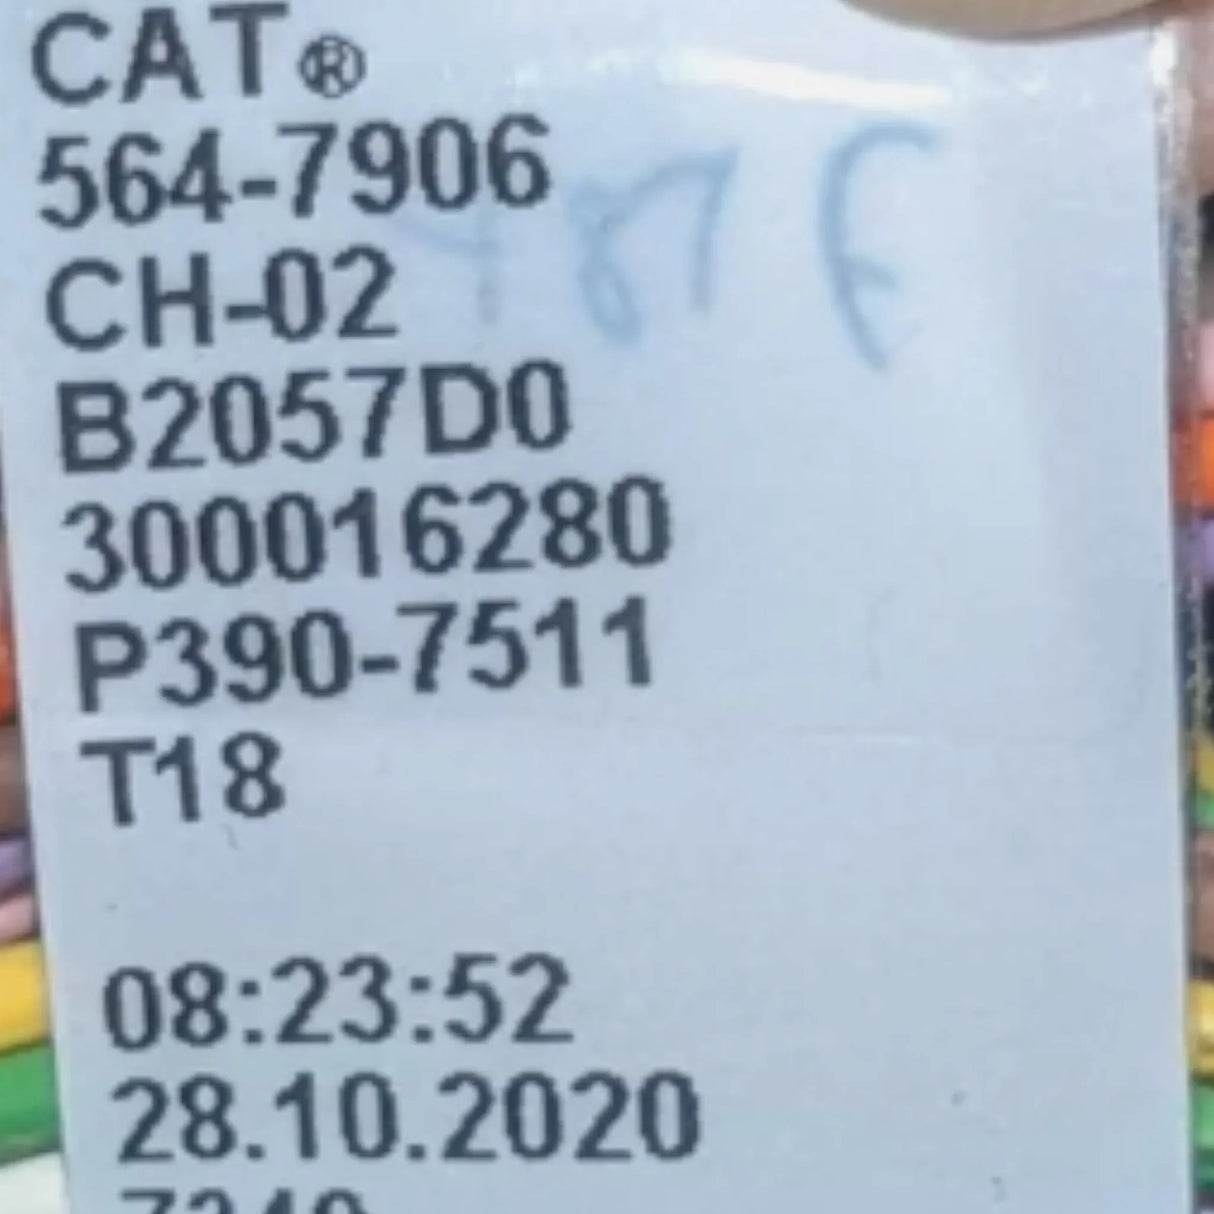 CAT®
564-7906
CH-02
B2057D0
300016280
P390-7511
T18
08:23:52
28.10.2020